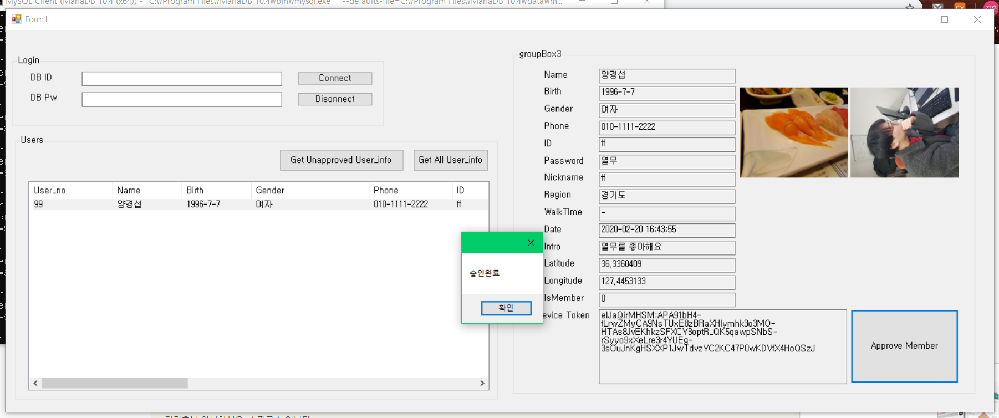 MySQL Client (MariaDB 10.4 (x64)) - "C:₩Program Files₩MariaDB 10.4₩bin₩mysql.exe" "--defaults-file=C:₩Program Files₩MariaDB 10.4₩data₩m...
Form1
Login
DB ID
Connect
DB Pw
Disonnect
Users
Get Unapproved User_info
Get All User_info
User_no Name Birth Gender Phone ID
99 양경섭 1996-7-7 여자 010-1111-2222 ff
groupBox3
Name 양경섭
Birth 1996-7-7
Gender 여자
Phone 010-1111-2222
ID ff
Password 열무
Nickname ff
Region 경기도
WalkTIme -
Date 2020-02-20 16:43:55
Intro 열무를 좋아해요
Latitude 36,3360409
Longitude 127,4453133
IsMember 0
evice Token
eIJaQirMHSM:APA91bH4-
tLrwZMyCA9NsTUxE8zBRaXHIymhk3o3MO-
HTAs8JvEKhkzSFXCY3optR_QK5qawpSNbS-
rSyyo9xXeLre3r4YUEg-
3sOuJnKgHSXXP1JwTdvzYC2KC47P0wKDVfX4HoQSzJ
Approve Member
승인완료
확인